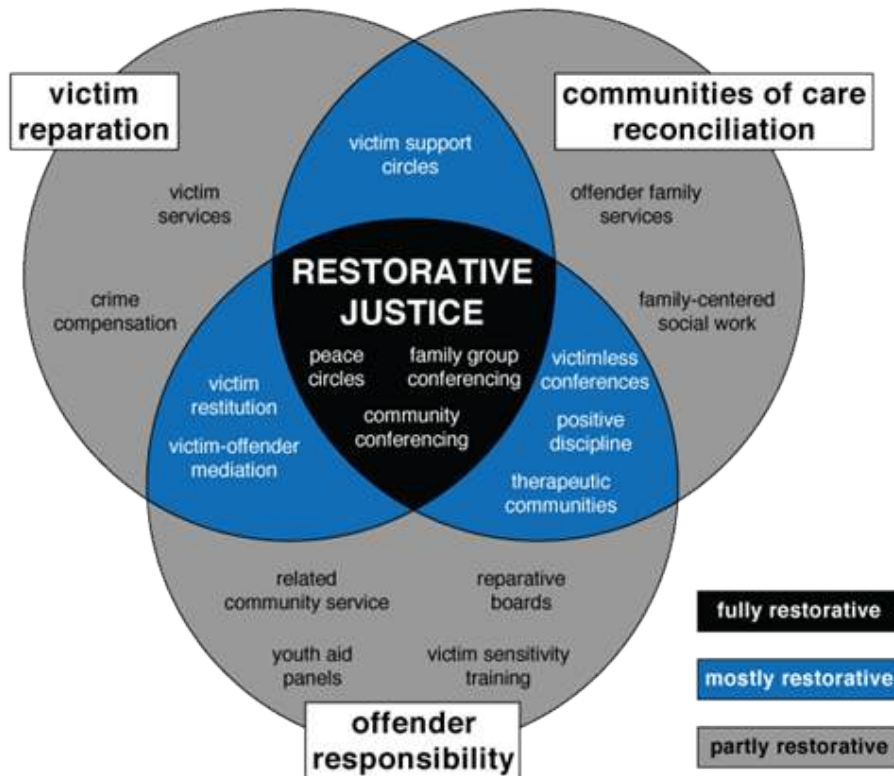 victim
reparation
communities of care
reconciliation
victim support
circles
victim
services
offender family
services
crime
compensation
family-centered
social work
RESTORATIVE
JUSTICE
peace
circles
family group
conferencing
community
conferencing
victim
restitution
victim-offender
mediation
victimless
conferences
positive
discipline
therapeutic
communities
related
community service
reparative
boards
youth aid
panels
victim sensitivity
training
offender
responsibility
fully restorative
mostly restorative
partly restorative